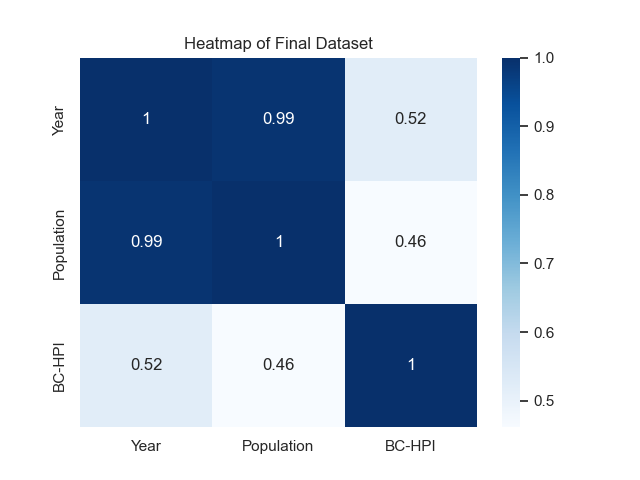 Heatmap of Final Dataset
Year
1
0.99
0.52
Population
0.99
1
0.46
BC-HPI
0.52
0.46
1
Year
Population
BC-HPI
1.0
0.9
0.8
0.7
0.6
0.5